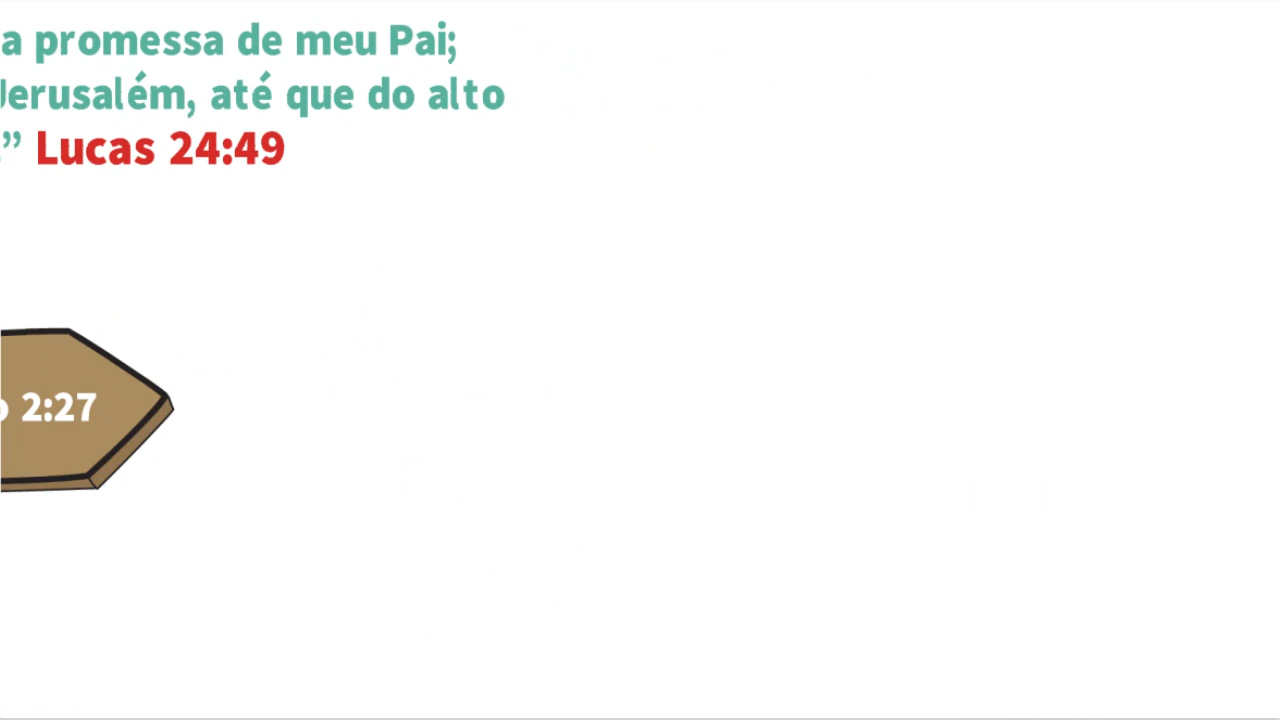 a promessa de meu Pai;
Jerusalém, até que do alto
” Lucas 24:49
2:27